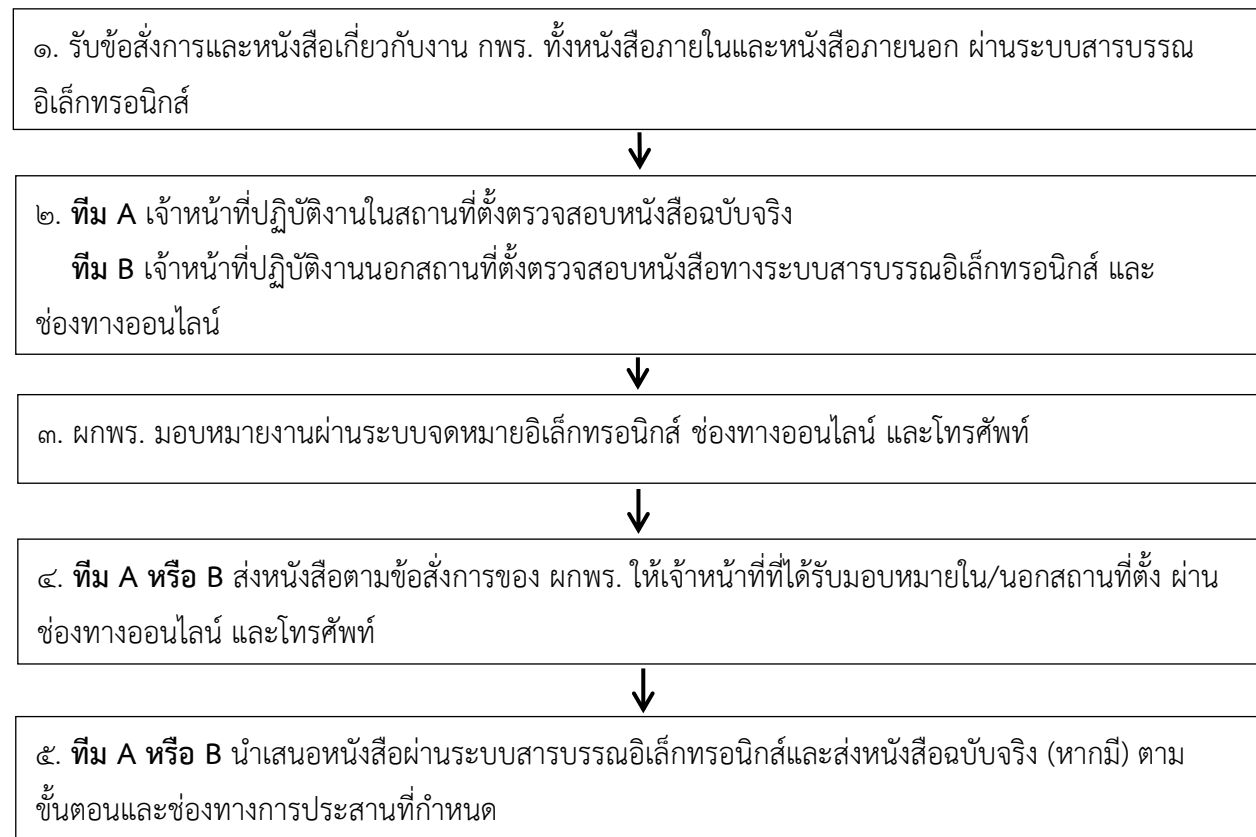 ๑. รับข้อสั่งการและหนังสือเกี่ยวกับงาน กพร. ทั้งหนังสือภายในและหนังสือภายนอก ผ่านระบบสารบรรณ
อิเล็กทรอนิกส์
๒. ทีม A เจ้าหน้าที่ปฏิบัติงานในสถานที่ตั้งตรวจสอบหนังสือฉบับจริง
ทีม B เจ้าหน้าที่ปฏิบัติงานนอกสถานที่ตั้งตรวจสอบหนังสือทางระบบสารบรรณอิเล็กทรอนิกส์ และ
ช่องทางออนไลน์
๓. ผกพร. มอบหมายงานผ่านระบบจดหมายอิเล็กทรอนิกส์ ช่องทางออนไลน์ และโทรศัพท์
๔. ทีม A หรือ B ส่งหนังสือตามข้อสั่งการของ ผกพร. ให้เจ้าหน้าที่ที่ได้รับมอบหมายใน/นอกสถานที่ตั้ง ผ่าน
ช่องทางออนไลน์ และโทรศัพท์
๕. ทีม A หรือ B นำเสนอหนังสือผ่านระบบสารบรรณอิเล็กทรอนิกส์และส่งหนังสือฉบับจริง (หากมี) ตาม
ขั้นตอนและช่องทางการประสานที่กำหนด